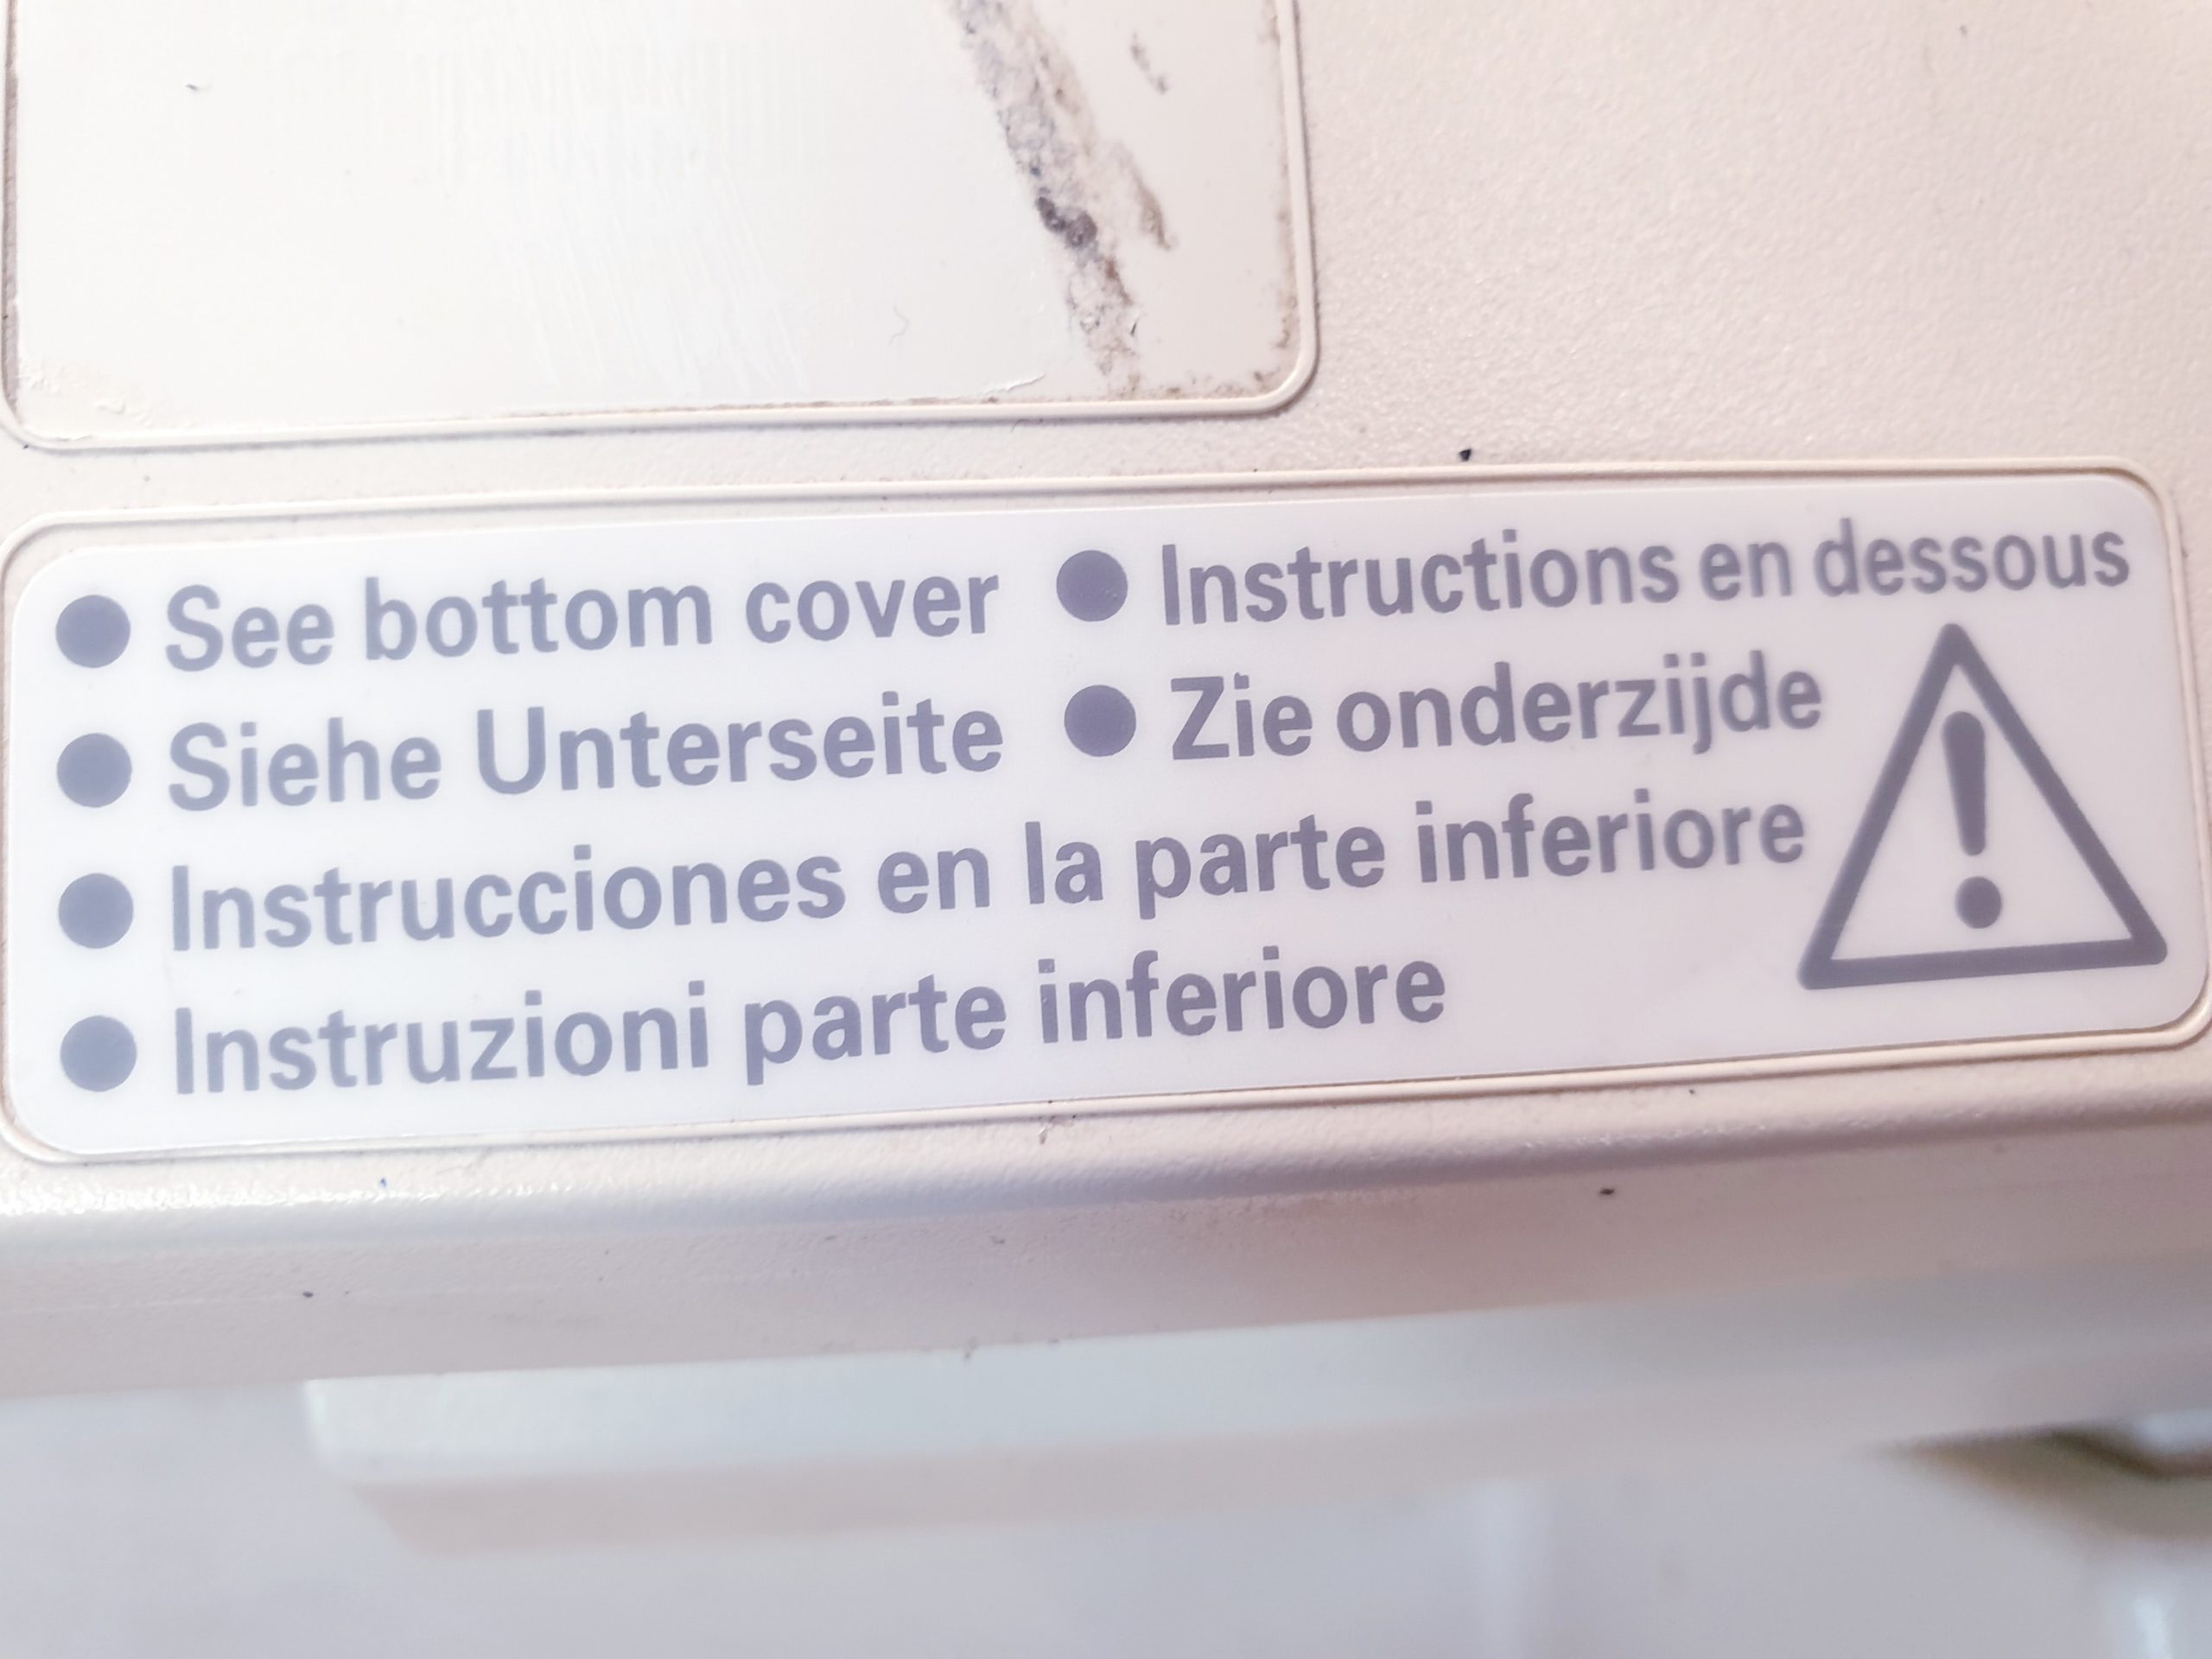 ● See bottom cover ● Instructions en dessous
● Siehe Unterseite ● Zie onderzijde
● Instrucciones en la parte inferiore
● Instruzioni parte inferiore